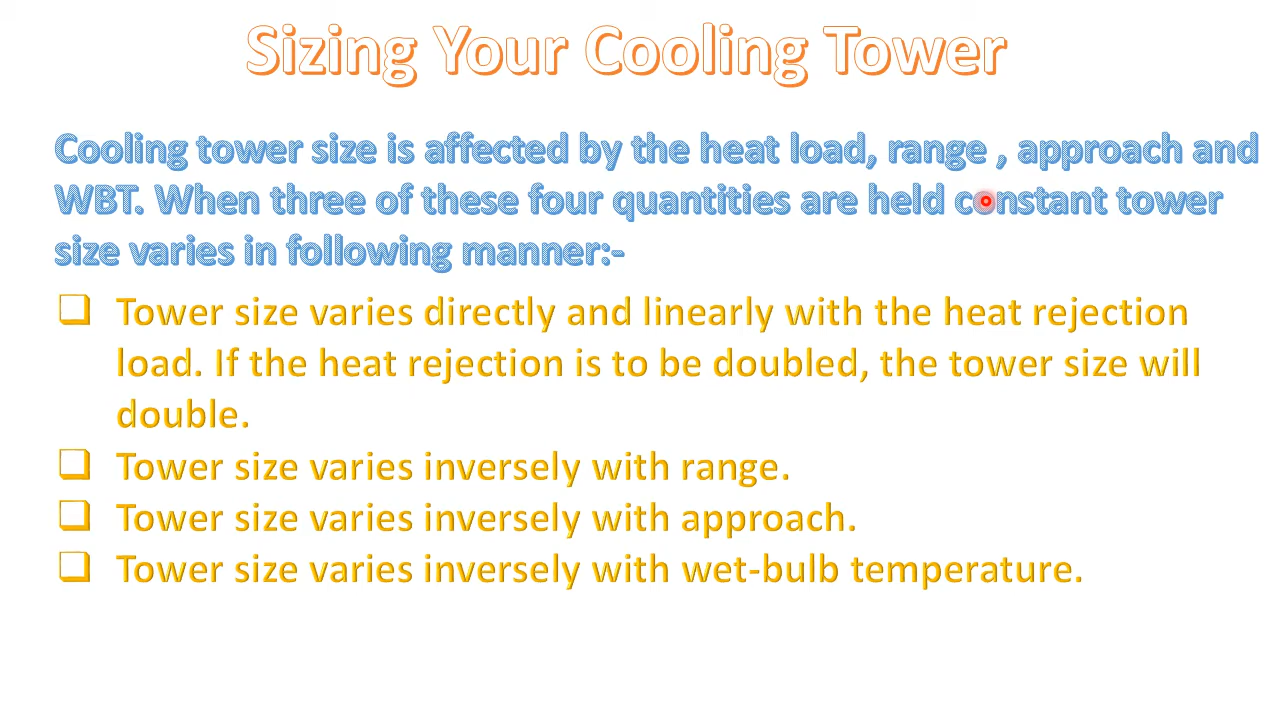 Sizing Your Cooling Tower
Cooling tower size is affected by the heat load, range , approach and
WBT. When three of these four quantities are held constant tower
size varies in following manner:-
Tower size varies directly and linearly with the heat rejection
load. If the heat rejection is to be doubled, the tower size will
double.
Tower size varies inversely with range.
Tower size varies inversely with approach.
Tower size varies inversely with wet-bulb temperature.